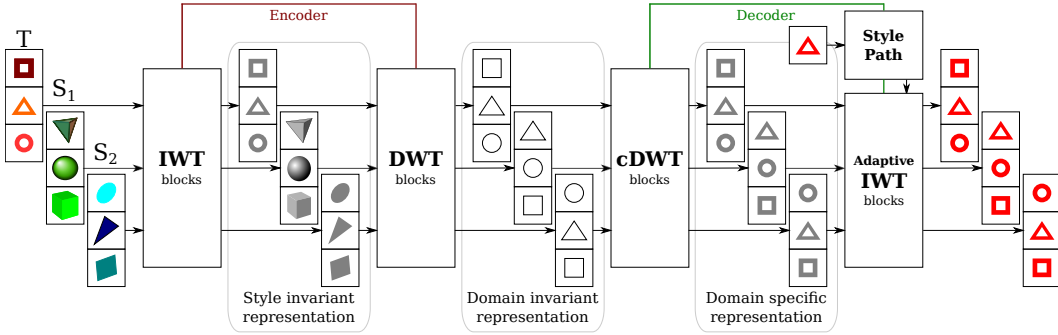 Encoder
Decoder
T
S1
S2
IWT
blocks
DWT
blocks
cDWT
blocks
Style
Path
Adaptive
IWT
blocks
Style invariant
representation
Domain invariant
representation
Domain specific
representation